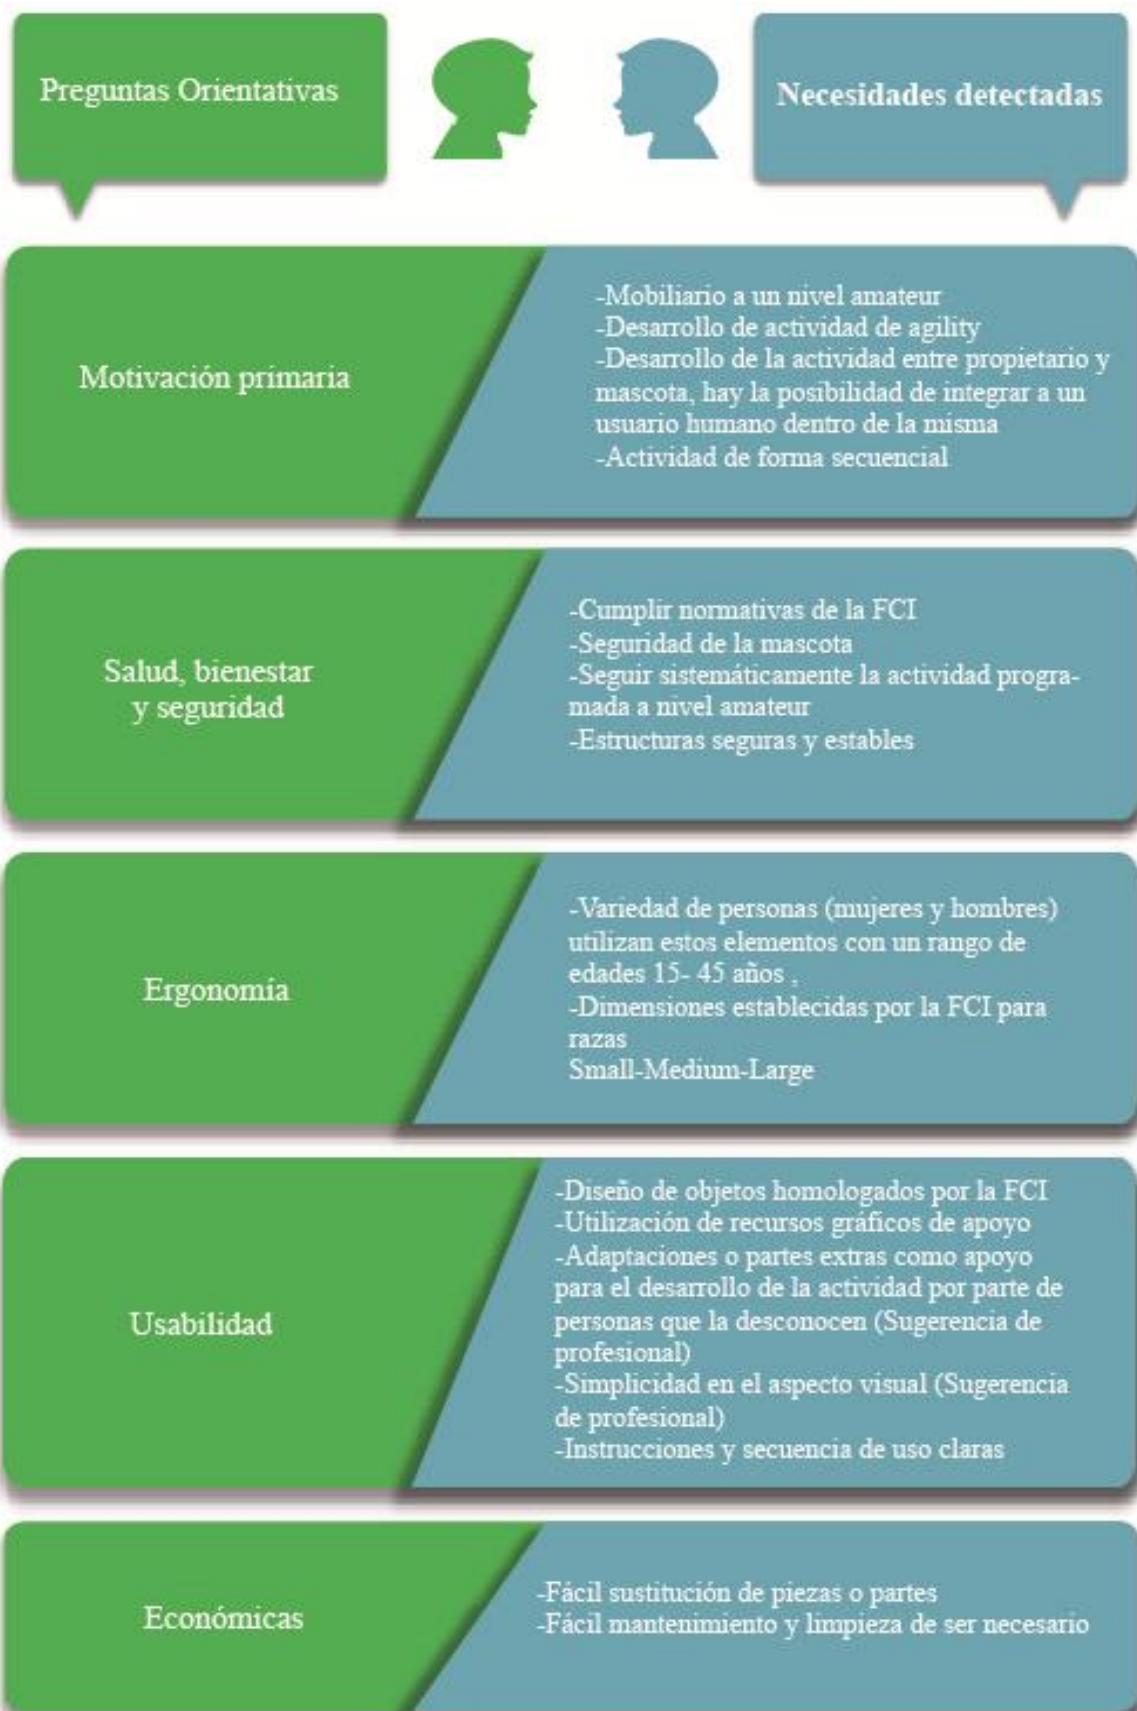 Preguntas Orientativas
Necesidades detectadas
Motivación primaria
-Mobiliario a un nivel amateur
-Desarrollo de actividad de agility
-Desarrollo de la actividad entre propietario y
mascota, hay la posibilidad de integrar a un
usuario humano dentro de la misma
-Actividad de forma secuencial
Salud, bienestar
y seguridad
-Cumplir normativas de la FCI
-Seguridad de la mascota
-Seguir sistemáticamente la actividad progra-
mada a nivel amateur
-Estructuras seguras y estables
Ergonomía
-Variedad de personas (mujeres y hombres)
utilizan estos elementos con un rango de
edades 15- 45 años ,
-Dimensiones establecidas por la FCI para
razas
Small-Medium-Large
Usabilidad
-Diseño de objetos homologados por la FCI
-Utilización de recursos gráficos de apoyo
-Adaptaciones o partes extras como apoyo
para el desarrollo de la actividad por parte de
personas que la desconocen (Sugerencia de
profesional)
-Simplicidad en el aspecto visual (Sugerencia
de profesional)
-Instrucciones y secuencia de uso claras
Económicas
-Fácil sustitución de piezas o partes
-Fácil mantenimiento y limpieza de ser necesario